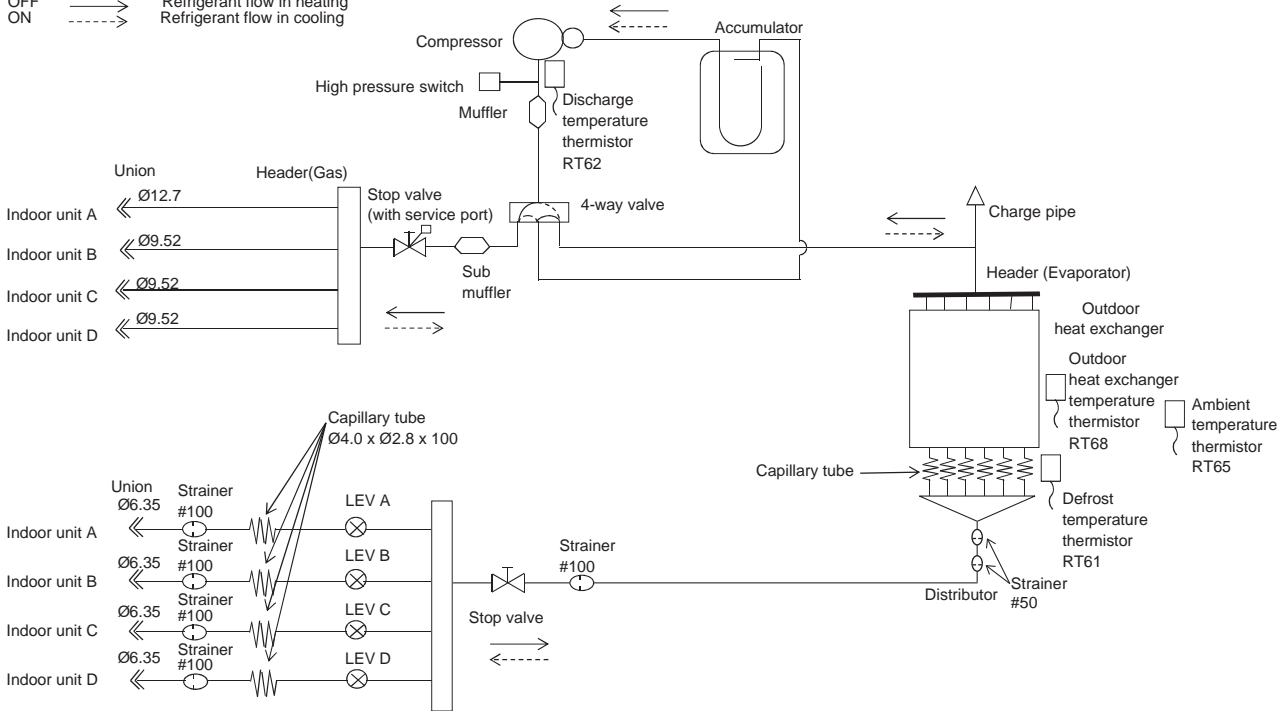 OFF Refrigerant flow in heating
ON Refrigerant flow in cooling
Compressor
Accumulator
High pressure switch
Muffler
Discharge
temperature
thermistor
RT62
Union
Header(Gas)
Stop valve
(with service port)
4-way valve
Charge pipe
Ø12.7
Indoor unit A
Ø9.52
Indoor unit B
Ø9.52
Indoor unit C
Ø9.52
Indoor unit D
Sub
muffler
Header (Evaporator)
Outdoor
heat exchanger
Outdoor
heat exchanger
temperature
thermistor
RT68
Ambient
temperature
thermistor
RT65
Capillary tube
Ø4.0 x Ø2.8 x 100
Capillary tube
Defrost
temperature
thermistor
RT61
Union
Ø6.35
Strainer
#100
LEV A
Indoor unit A
Ø6.35
Strainer
#100
LEV B
Indoor unit B
Ø6.35
Strainer
#100
LEV C
Indoor unit C
Ø6.35
Strainer
#100
LEV D
Indoor unit D
Stop valve
Strainer
#100
Distributor
Strainer
#50